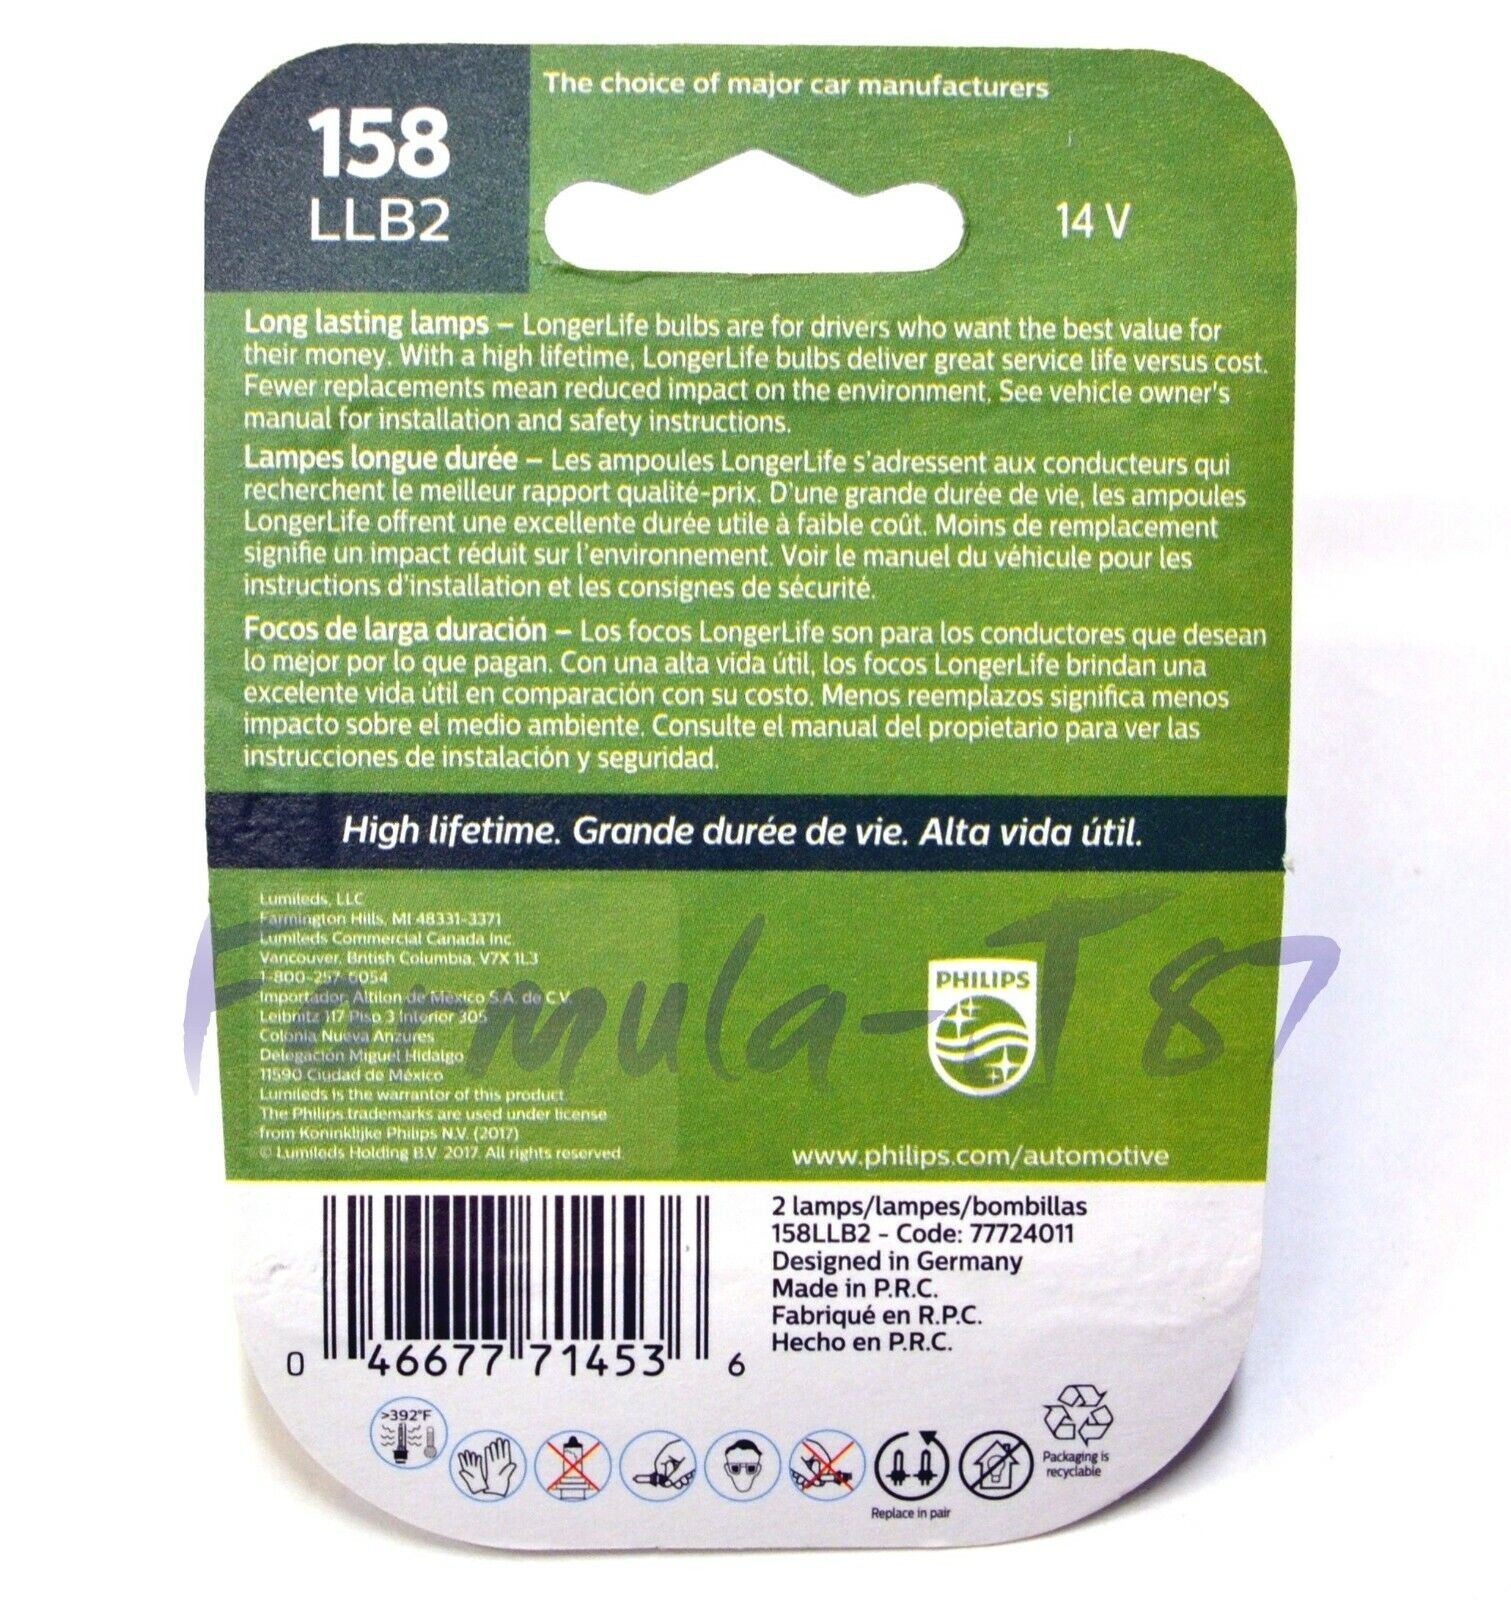 158
LLB2
The choice of major car manufacturers
14 V
Long lasting lamps – LongerLife bulbs are for drivers who want the best value for
their money. With a high lifetime, LongerLife bulbs deliver great service life versus cost.
Fewer replacements mean reduced impact on the environment. See vehicle owner's
manual for installation and safety instructions.
Lampes longue durée – Les ampoules LongerLife s'adressent aux conducteurs qui
recherchent le meilleur rapport qualité-prix. D'une grande durée de vie, les ampoules
LongerLife offrent une excellente durée utile à faible coût. Moins de remplacement
signifie un impact réduit sur l'environnement. Voir le manuel du véhicule pour les
instructions d'installation et les consignes de sécurité.
Focos de larga duración – Los focos LongerLife son para los conductores que desean
lo mejor por lo que pagan. Con una alta vida útil, los focos LongerLife brindan una
excelente vida útil en comparación con su costo. Menos reemplazos significa menos
impacto sobre el medio ambiente. Consulte el manual del propietario para ver las
instrucciones de instalación y seguridad.
High lifetime. Grande durée de vie. Alta vida útil.
Lumileds, LLC
Farmington Hills, MI 48331-3371
Lumileds Commercial Canada Inc.
Vancouver, British Columbia, V7X 1L3
1-800-257-6054
Importador: Altilon de México S.A. de C.V.
Leibnitz 117 Piso 3 Interior 305
Colonia Nueva Anzures
Delegación Miguel Hidalgo
11590 Ciudad de México
Lumileds is the warrantor of this product
The Philips trademarks are used under license
from Koninklijke Philips N.V. (2017)
© Lumileds Holding B.V. 2017. All rights reserved.
Formula-T87
PHILIPS
www.philips.com/automotive
2 lamps/lampes/bombillas
158LLB2 - Code: 77724011
Designed in Germany
Made in P.R.C.
Fabriqué en R.P.C.
Hecho en P.R.C.
0 46677 71453 6
>392°F
Replace in pair
Packaging is
recyclable